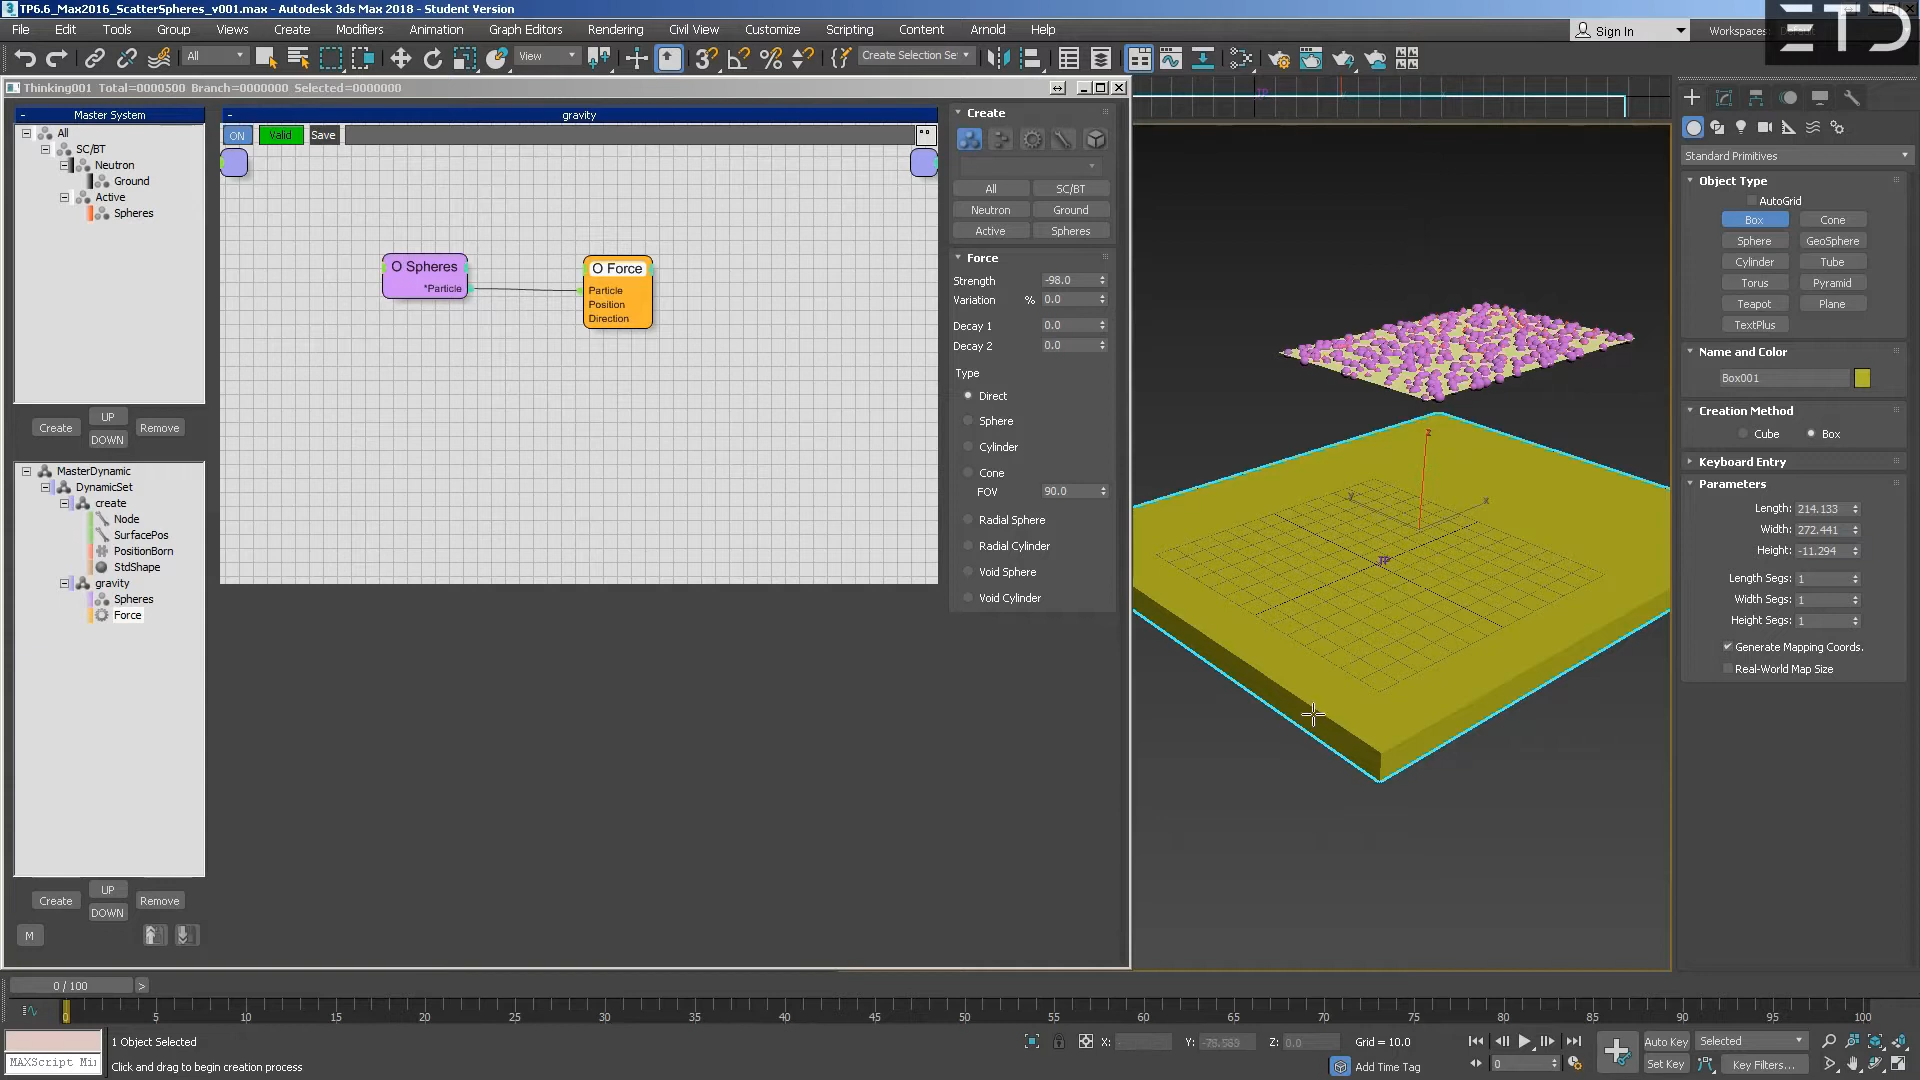 TP6.6_Max2016_ScatterSpheres_v001.max - Autodesk 3ds Max 2018 - Student Version
ETD
File Edit Tools Group Views Create Modifiers Animation Graph Editors Rendering Civil View Customize Scripting Content Arnold Help
Sign In
Workspaces:
All
View
Create Selection Se
Thinking001 Total=0000500 Branch=0000000 Selected=0000000
Master System
gravity
Create
ON Valid Save
All
SC/BT
Neutron
Ground
Active
Spheres
Create UP DOWN Remove
MasterDynamic
DynamicSet
create
Node
SurfacePos
PositionBorn
StdShape
gravity
Spheres
Force
Create UP DOWN Remove
M
O Spheres
*Particle
O Force
Particle
Position
Direction
All SC/BT
Neutron Ground
Active Spheres
Force
Strength -98.0
Variation % 0.0
Decay 1 0.0
Decay 2 0.0
Type
Direct
Sphere
Cylinder
Cone
FOV 90.0
Radial Sphere
Radial Cylinder
Void Sphere
Void Cylinder
TP
z
y
x
TP
Standard Primitives
Object Type
AutoGrid
Box Cone
Sphere GeoSphere
Cylinder Tube
Torus Pyramid
Teapot Plane
TextPlus
Name and Color
Box001
Creation Method
Cube Box
Keyboard Entry
Parameters
Length: 214.133
Width: 272.441
Height: -11.294
Length Segs: 1
Width Segs: 1
Height Segs: 1
Generate Mapping Coords.
Real-World Map Size
0 / 100 >
0 5 10 15 20 25 30 35 40 45 50 55 60 65 70 75 80 85 90 95 100
1 Object Selected
X: Y: -78.569 Z: 0.0 Grid = 10.0
Auto Key Selected
MAXScript Mi
Click and drag to begin creation process
Add Time Tag
0
Set Key Key Filters...